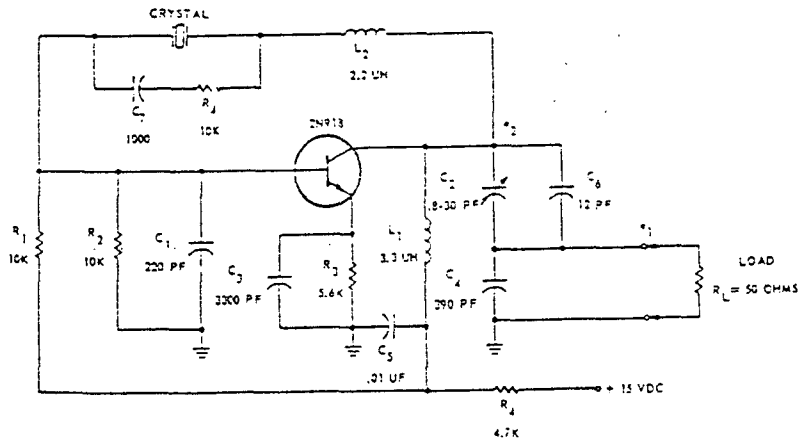 CRYSTAL
L2
2.2 UH
C7
1000
R4
10K
2N918
e2
C2
.8-30 PF
C6
12 PF
R1
10K
R2
10K
C1
220 PF
C3
3300 PF
R3
5.6K
L1
3.3 UH
C4
390 PF
e1
LOAD
RL = 50 OHMS
C5
.01 UF
R4
4.7K
+ 15 VDC